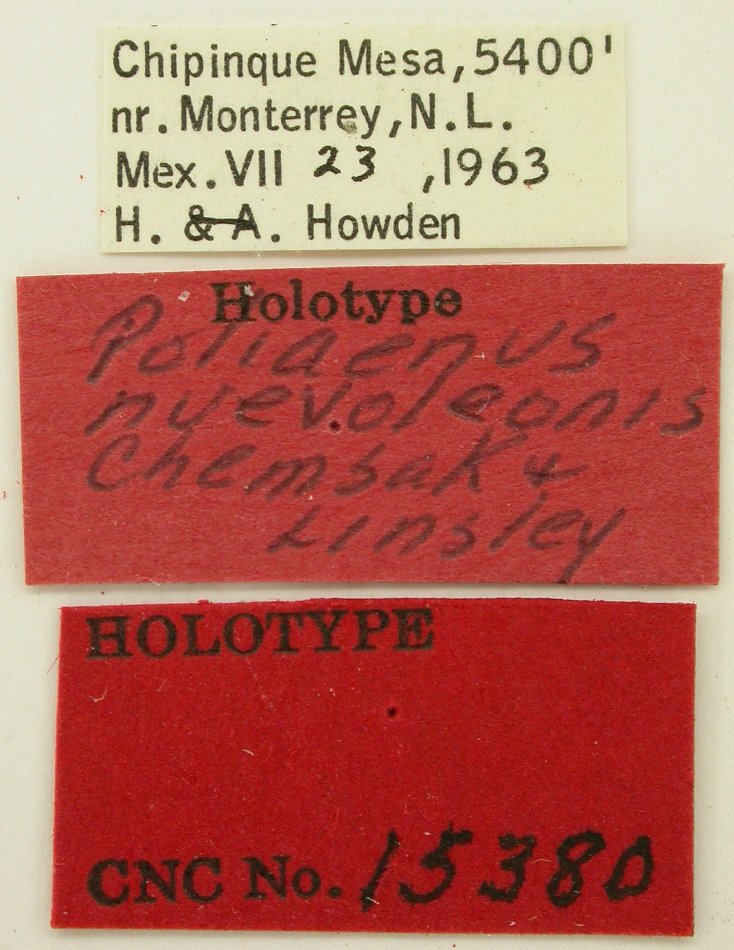 Chipinque Mesa, 5400'
nr. Monterrey, N.L.
Mex. VII 23 , 1963
H. & A. Howden
Holotype
Poliaenus
nuevoleonis
Chemsak &
Linsley
HOLOTYPE
CNC No. 15380